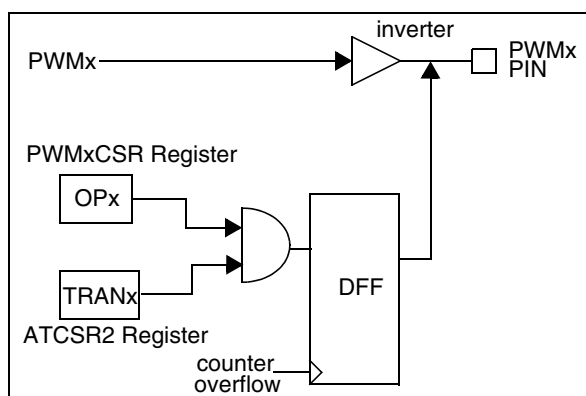 inverter
PWMx
PWMx
PIN
PWMxCSR Register
OPx
TRANx
ATCSR2 Register
DFF
counter
overflow